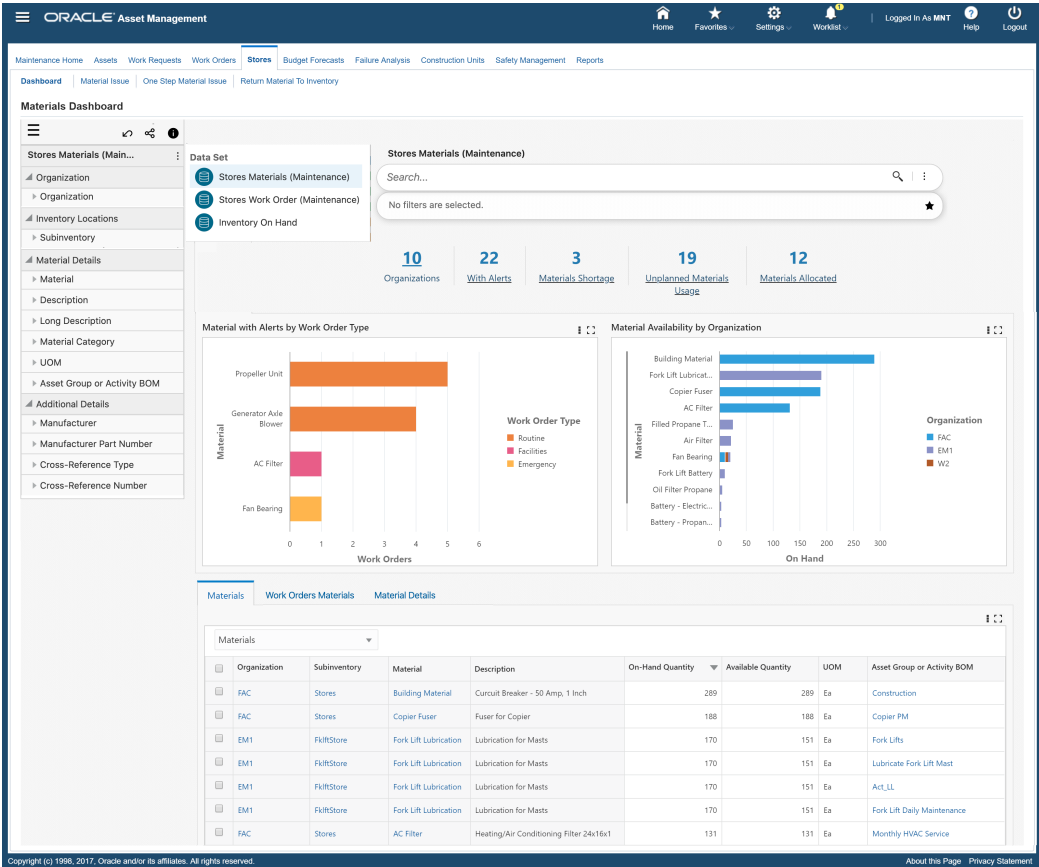 ORACLE® Asset Management
Home
Favorites
Settings
1
Worklist
Logged In As MNT
?
Help
Logout
Maintenance Home Assets Work Requests Work Orders Stores Budget Forecasts Failure Analysis Construction Units Safety Management Reports
Dashboard Material Issue One Step Material Issue Return Material To Inventory
Materials Dashboard
Stores Materials (Main...
Organization
Organization
Inventory Locations
Subinventory
Material Details
Material
Description
Long Description
Material Category
UOM
Asset Group or Activity BOM
Additional Details
Manufacturer
Manufacturer Part Number
Cross-Reference Type
Cross-Reference Number
Data Set
Stores Materials (Maintenance)
Stores Work Order (Maintenance)
Inventory On Hand
Stores Materials (Maintenance)
Search...
No filters are selected.
10
Organizations
22
With Alerts
3
Materials Shortage
19
Unplanned Materials
Usage
12
Materials Allocated
Material with Alerts by Work Order Type
Material
Propeller Unit
Generator Axle
Blower
AC Filter
Fan Bearing
0 1 2 3 4 5 6
Work Orders
Work Order Type
Routine
Facilities
Emergency
Material Availability by Organization
Material
Building Material
Fork Lift Lubricat...
Copier Fuser
AC Filter
Filled Propane T...
Air Filter
Fan Bearing
Fork Lift Battery
Oil Filter Propane
Battery - Electric...
Battery - Propan...
0 50 100 150 200 250 300
On Hand
Organization
FAC
EM1
W2
Materials Work Orders Materials Material Details
Materials
Organization Subinventory Material Description On-Hand Quantity Available Quantity UOM Asset Group or Activity BOM
FAC Stores Building Material Curcuit Breaker - 50 Amp, 1 Inch 289 289 Ea Construction
FAC Stores Copier Fuser Fuser for Copier 188 188 Ea Copier PM
EM1 FklftStore Fork Lift Lubrication Lubrication for Masts 170 151 Ea Fork Lifts
EM1 FklftStore Fork Lift Lubrication Lubrication for Masts 170 151 Ea Lubricate Fork Lift Mast
EM1 FklftStore Fork Lift Lubrication Lubrication for Masts 170 151 Ea Act_LL
EM1 FklftStore Fork Lift Lubrication Lubrication for Masts 170 151 Ea Fork Lift Daily Maintenance
FAC Stores AC Filter Heating/Air Conditioning Filter 24x16x1 131 131 Ea Monthly HVAC Service
Copyright (c) 1998, 2017, Oracle and/or its affiliates. All rights reserved.
About this Page Privacy Statement